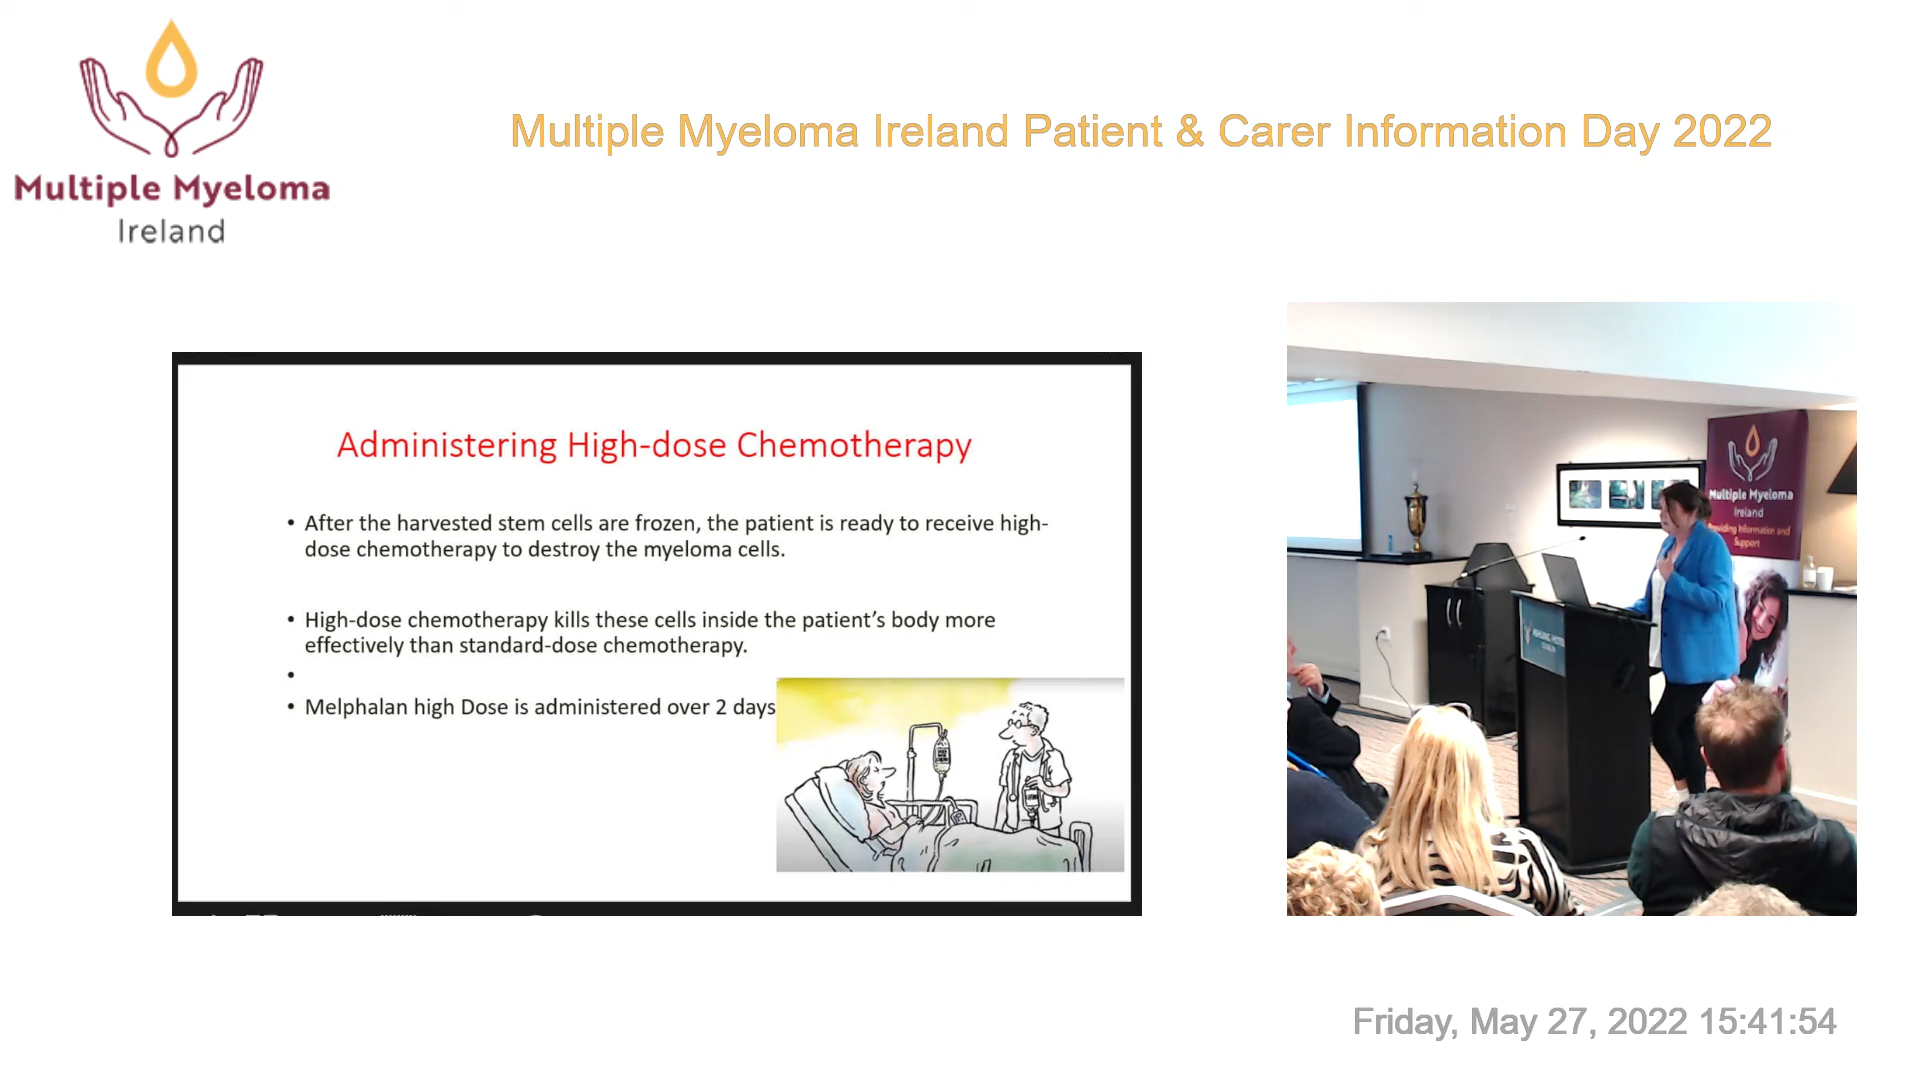 Multiple Myeloma
Ireland
Multiple Myeloma Ireland Patient & Carer Information Day 2022
Administering High-dose Chemotherapy
• After the harvested stem cells are frozen, the patient is ready to receive high-
dose chemotherapy to destroy the myeloma cells.
• High-dose chemotherapy kills these cells inside the patient's body more
effectively than standard-dose chemotherapy.
•
• Melphalan high Dose is administered over 2 days
Multiple Myeloma
Ireland
Providing Information and
Support
Friday, May 27, 2022 15:41:54